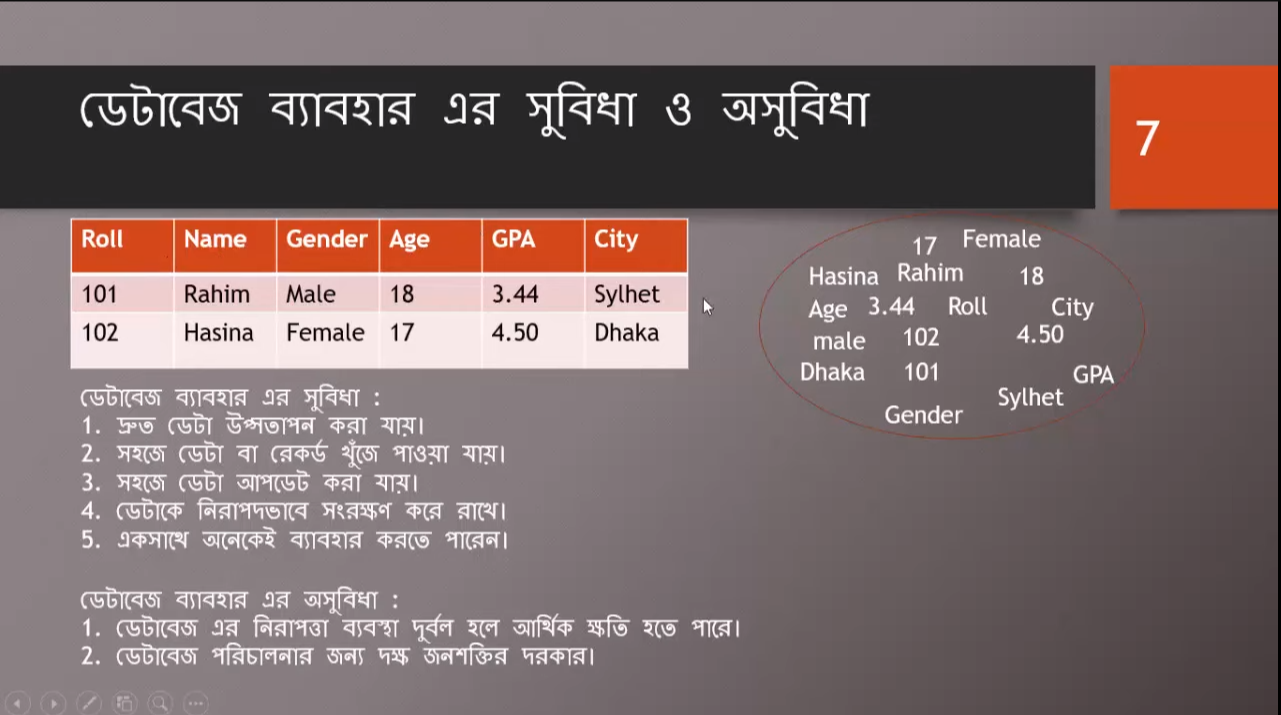 ডেটাবেজ ব্যাবহার এর সুবিধা ও অসুবিধা
7
Roll Name Gender Age GPA City
101 Rahim Male 18 3.44 Sylhet
102 Hasina Female 17 4.50 Dhaka
17 Female
Hasina Rahim 18
Age 3.44 Roll City
male 102 4.50
Dhaka 101 GPA
Sylhet
Gender
ডেটাবেজ ব্যাবহার এর সুবিধা :
1. দ্রুত ডেটা উপ্সতাপন করা যায়।
2. সহজে ডেটা বা রেকর্ড খুঁজে পাওয়া যায়।
3. সহজে ডেটা আপডেট করা যায়।
4. ডেটাকে নিরাপদভাবে সংরক্ষণ করে রাখে।
5. একসাথে অনেকেই ব্যাবহার করতে পারেন।
ডেটাবেজ ব্যাবহার এর অসুবিধা :
1. ডেটাবেজ এর নিরাপত্তা ব্যবস্থা দুর্বল হলে আর্থিক ক্ষতি হতে পারে।
2. ডেটাবেজ পরিচালনার জন্য দক্ষ জনশক্তির দরকার।